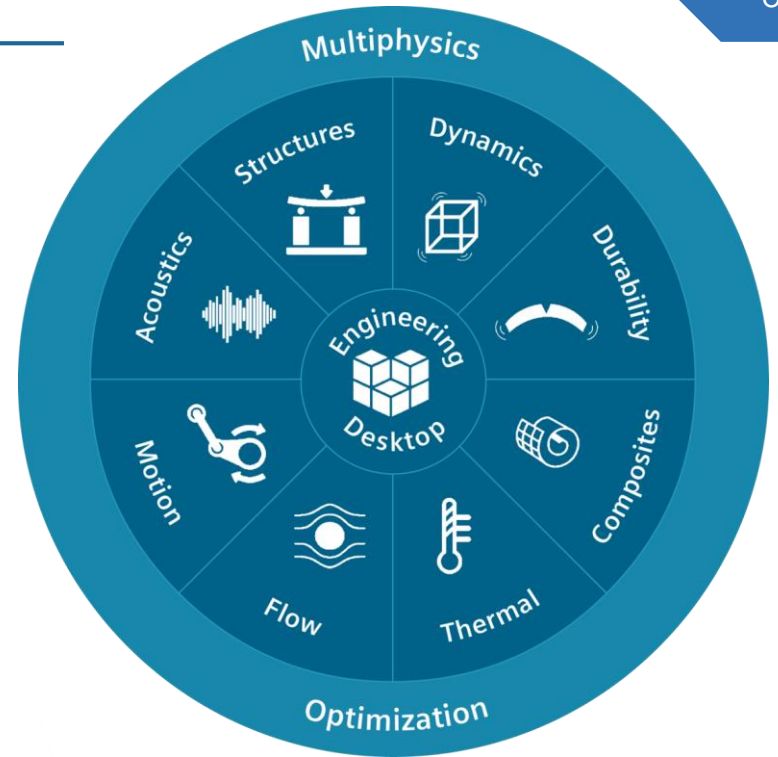 Multiphysics
Structures
Dynamics
Acoustics
Durability
Engineering
Desktop
Motion
Composites
Flow
Thermal
Optimization